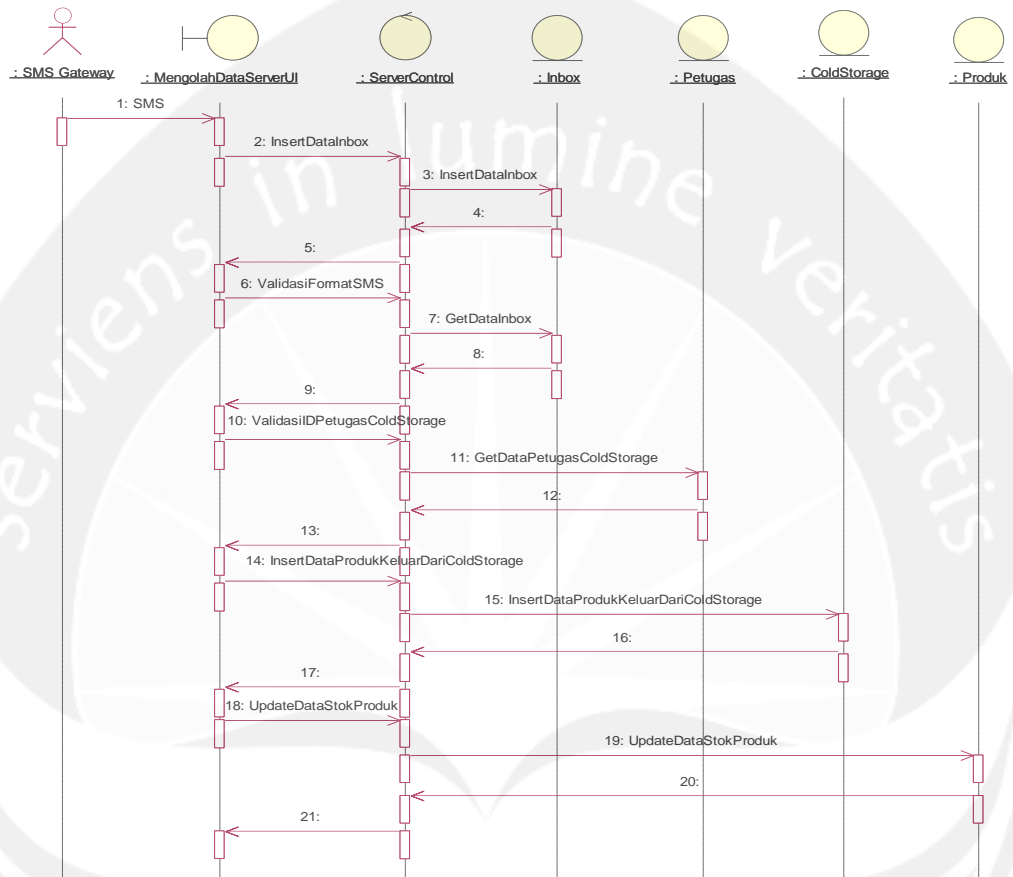 : SMS Gateway
: MengolahDataServerUI
: ServerControl
: Inbox
: Petugas
: ColdStorage
: Produk
1: SMS
2: InsertDataInbox
3: InsertDataInbox
4:
5:
6: ValidasiFormatSMS
7: GetDataInbox
8:
9:
10: ValidasiIDPetugasColdStorage
11: GetDataPetugasColdStorage
12:
13:
14: InsertDataProdukKeluarDariColdStorage
15: InsertDataProdukKeluarDariColdStorage
16:
17:
18: UpdateDataStokProduk
19: UpdateDataStokProduk
20:
21:
serviens in lumine veritatis